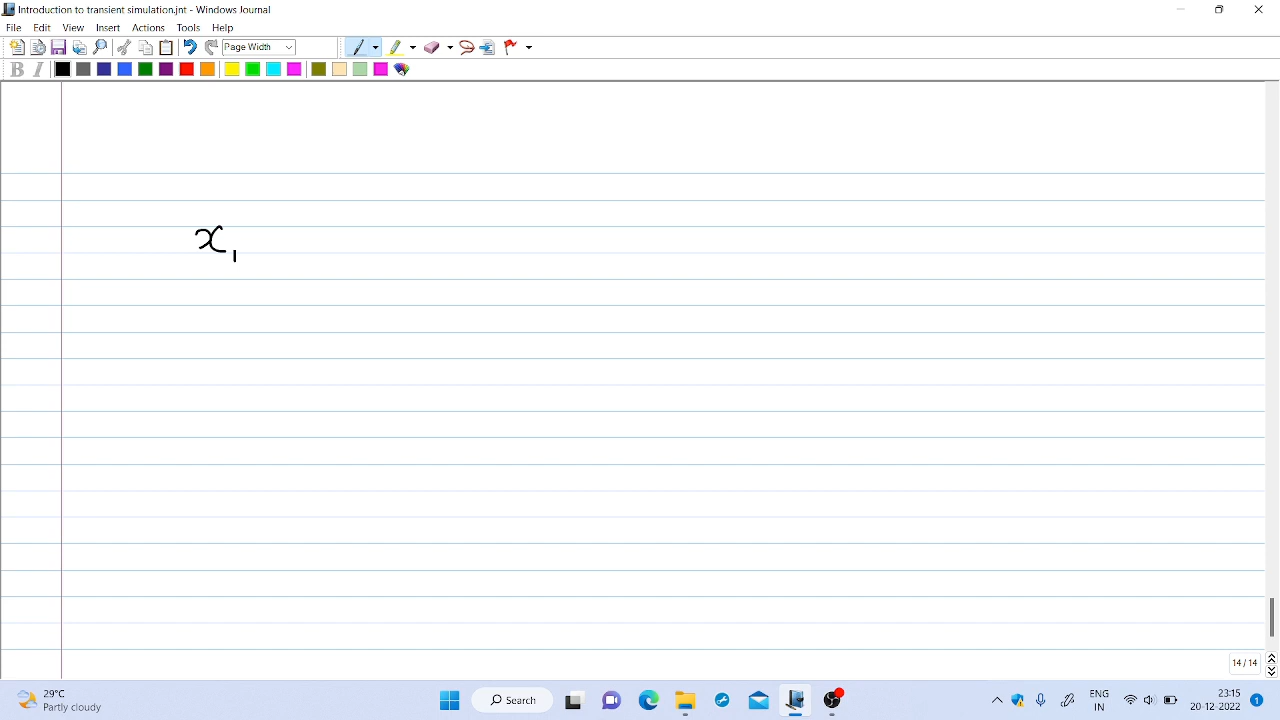 Introduction to transient simulation.jnt - Windows Journal
File Edit View Insert Actions Tools Help
Page Width
B I
x₁
14 / 14
29°C
Partly cloudy
Search
ENG
IN
23:15
20-12-2022
1